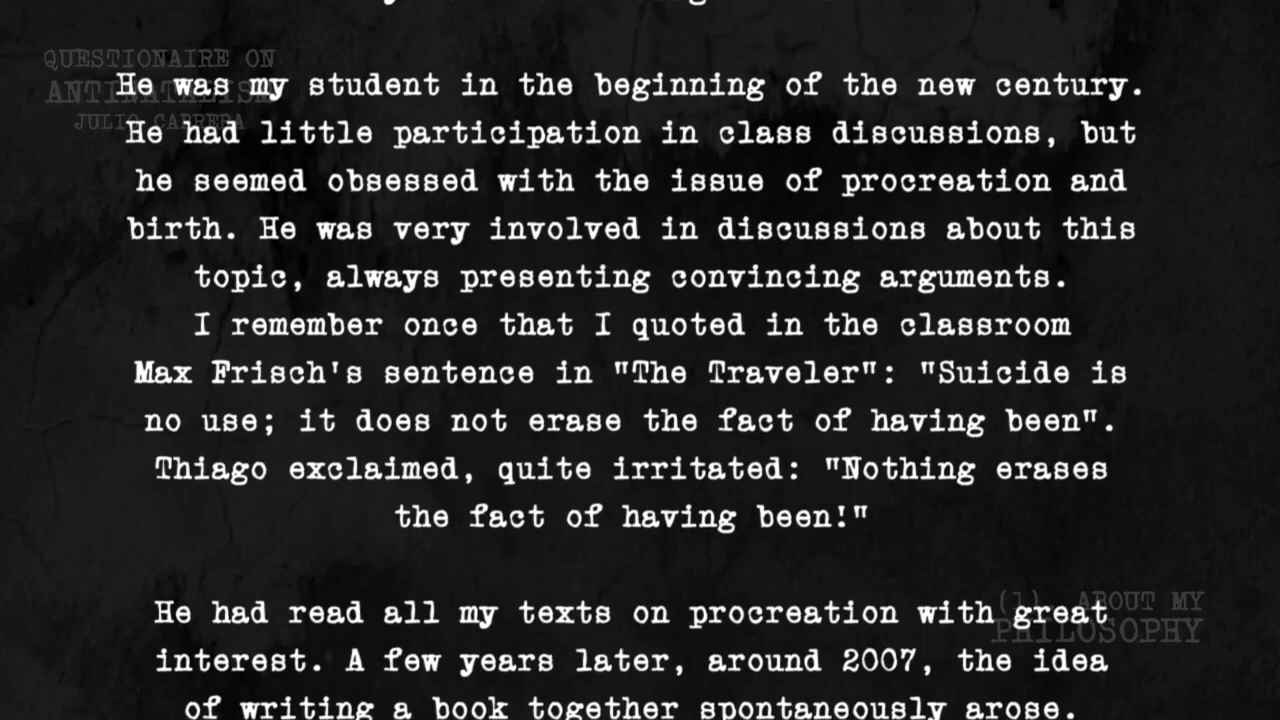 QUESTIONAIRE ON
ANTINATALISM
JULIO CABRERA
He was my student in the beginning of the new century.
He had little participation in class discussions, but
he seemed obsessed with the issue of procreation and
birth. He was very involved in discussions about this
topic, always presenting convincing arguments.
I remember once that I quoted in the classroom
Max Frisch's sentence in "The Traveler": "Suicide is
no use; it does not erase the fact of having been".
Thiago exclaimed, quite irritated: "Nothing erases
the fact of having been!"
He had read all my texts on procreation with great
interest. A few years later, around 2007, the idea
of writing a book together spontaneously arose.
(1) ABOUT MY
PHILOSOPHY